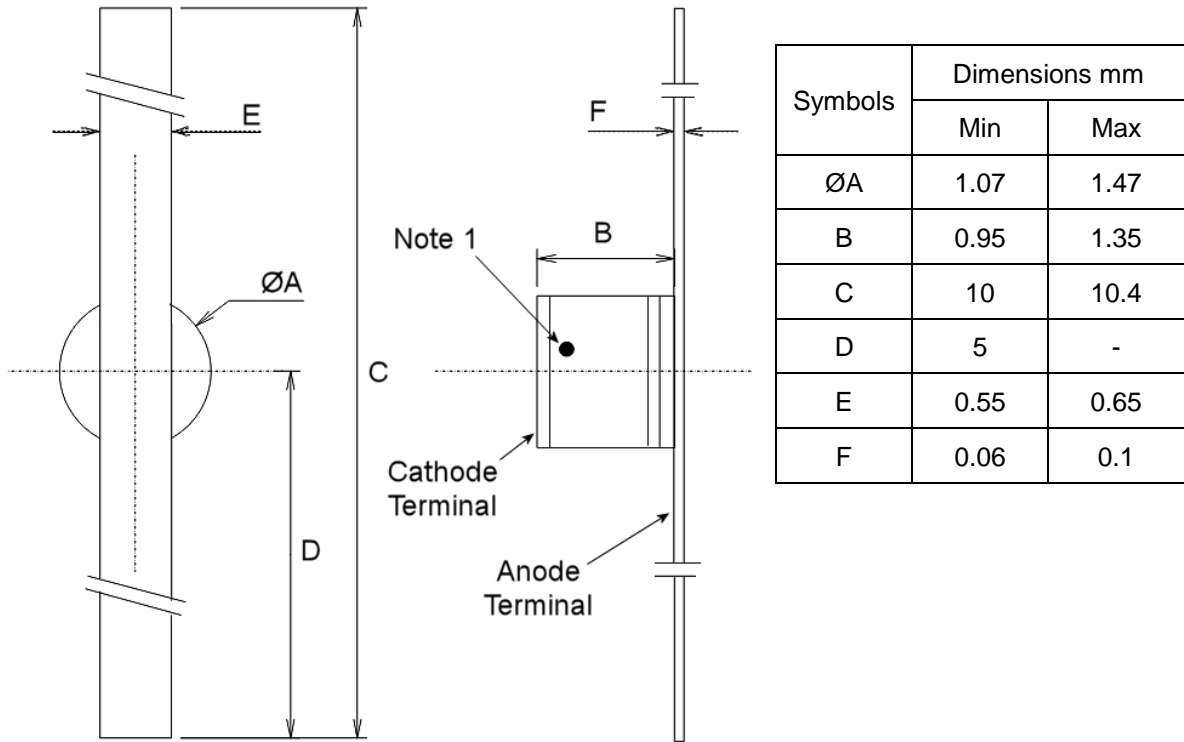 E
ØA
C
D
F
Note 1
B
Cathode
Terminal
Anode
Terminal
Symbols Dimensions mm
Min Max
ØA 1.07 1.47
B 0.95 1.35
C 10 10.4
D 5 -
E 0.55 0.65
F 0.06 0.1